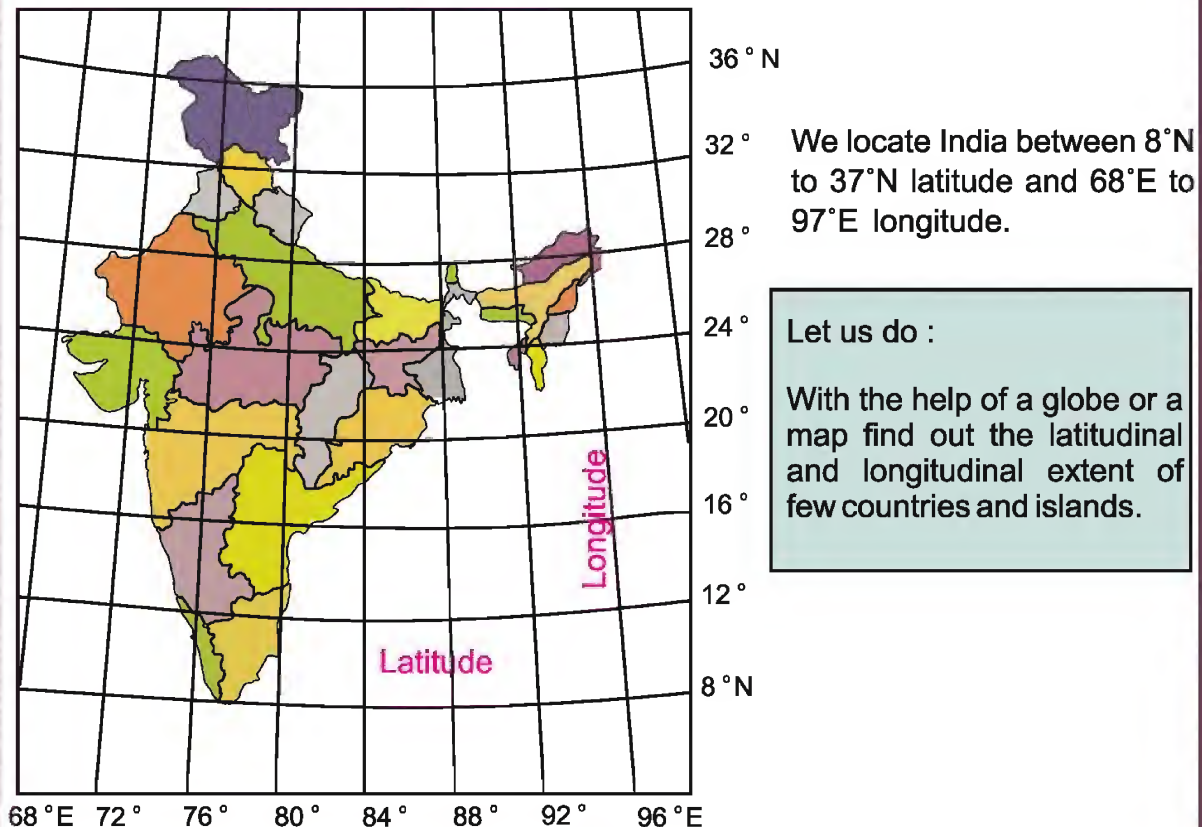 36 ° N
32 °
28 °
24 °
20 °
16 °
12 °
8 °N
Longitude
Latitude
68 °E 72 ° 76 ° 80 ° 84 ° 88 ° 92 ° 96 °E
We locate India between 8°N
to 37°N latitude and 68°E to
97°E longitude.
Let us do :
With the help of a globe or a
map find out the latitudinal
and longitudinal extent of
few countries and islands.